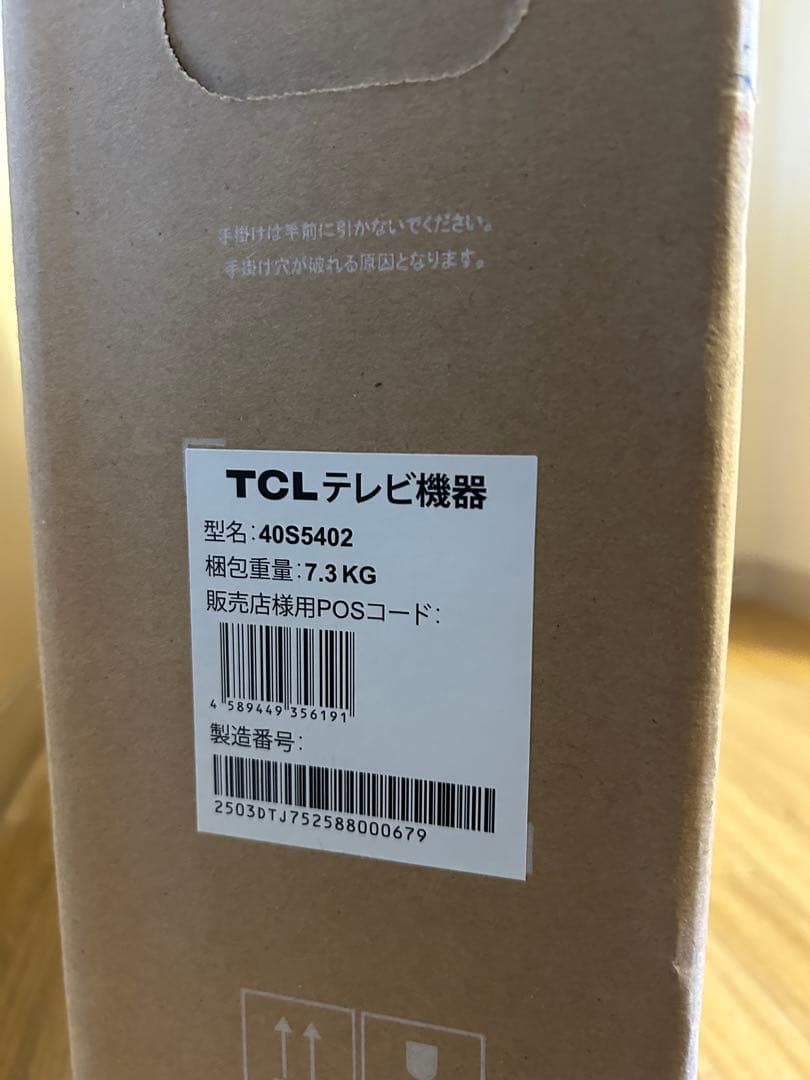 手掛けは手前に引かないでください。
手掛け穴が破れる原因となります。
TCLテレビ機器
型名:40S5402
梱包重量:7.3KG
販売店様用POSコード:
4 589449 356191
製造番号:
2503DTJ752588000679